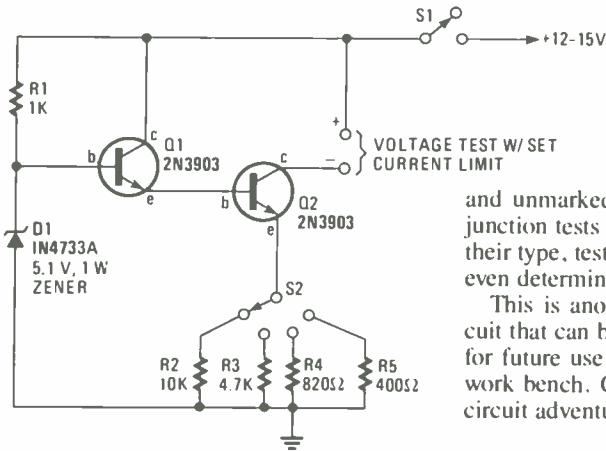 S1
+12-15V
R1
1K
c
b
Q1
2N3903
e
+
VOLTAGE TEST W/ SET
CURRENT LIMIT
−
c
b
Q2
2N3903
e
D1
IN4733A
5.1 V, 1 W
ZENER
S2
R2
10K
R3
4.7K
R4
820Ω
R5
400Ω
and unmarked
junction tests
their type, test
even determin
This is ano
cuit that can b
for future use
work bench. C
circuit adventu